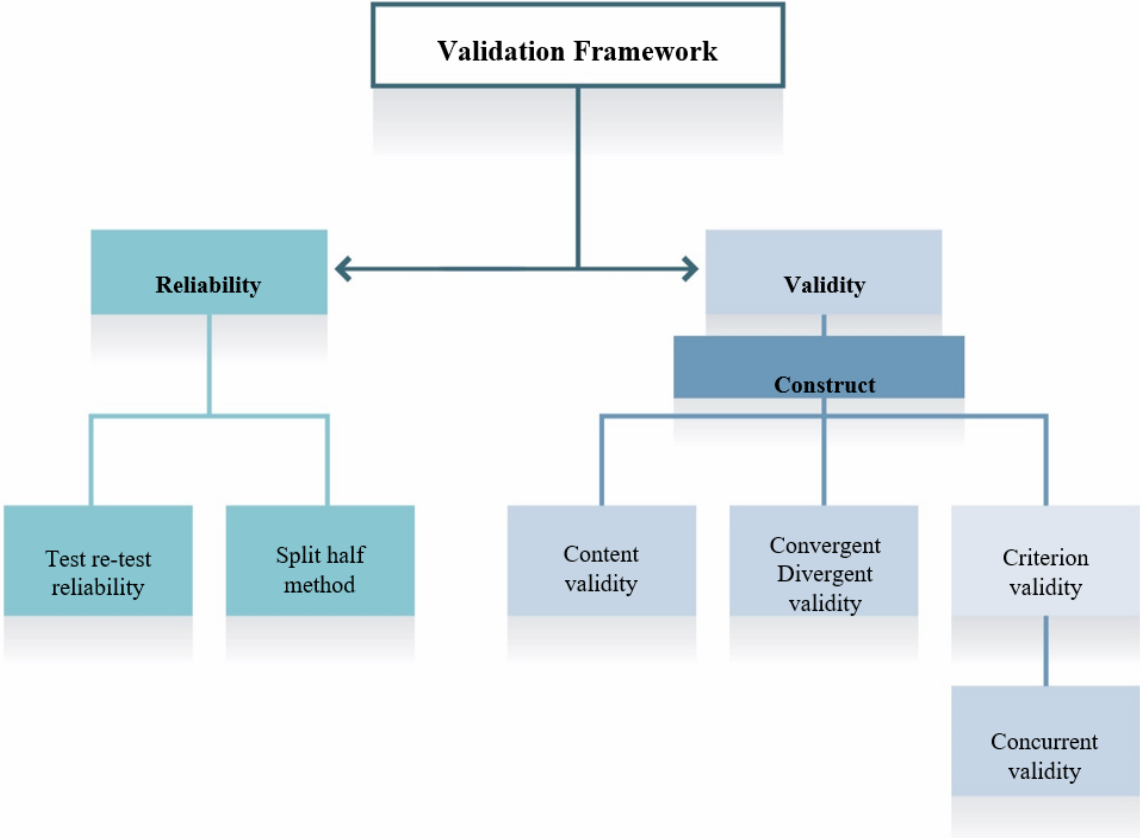 Validation Framework
Reliability
Validity
Construct
Test re-test
reliability
Split half
method
Content
validity
Convergent
Divergent
validity
Criterion
validity
Concurrent
validity